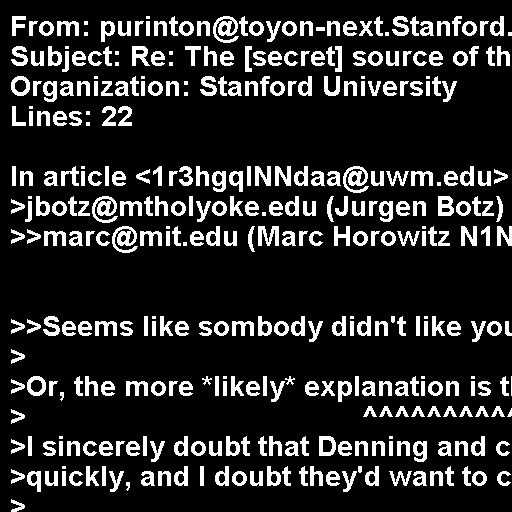 From: purinton@toyon-next.Stanford.
Subject: Re: The [secret] source of th
Organization: Stanford University
Lines: 22
In article <1r3hgqINNdaa@uwm.edu>
>jbotz@mtholyoke.edu (Jurgen Botz)
>>marc@mit.edu (Marc Horowitz N1N
>>Seems like sombody didn't like you
>
>Or, the more *likely* explanation is th
> ^^^^^^^^^^
>I sincerely doubt that Denning and c
>quickly, and I doubt they'd want to c
>